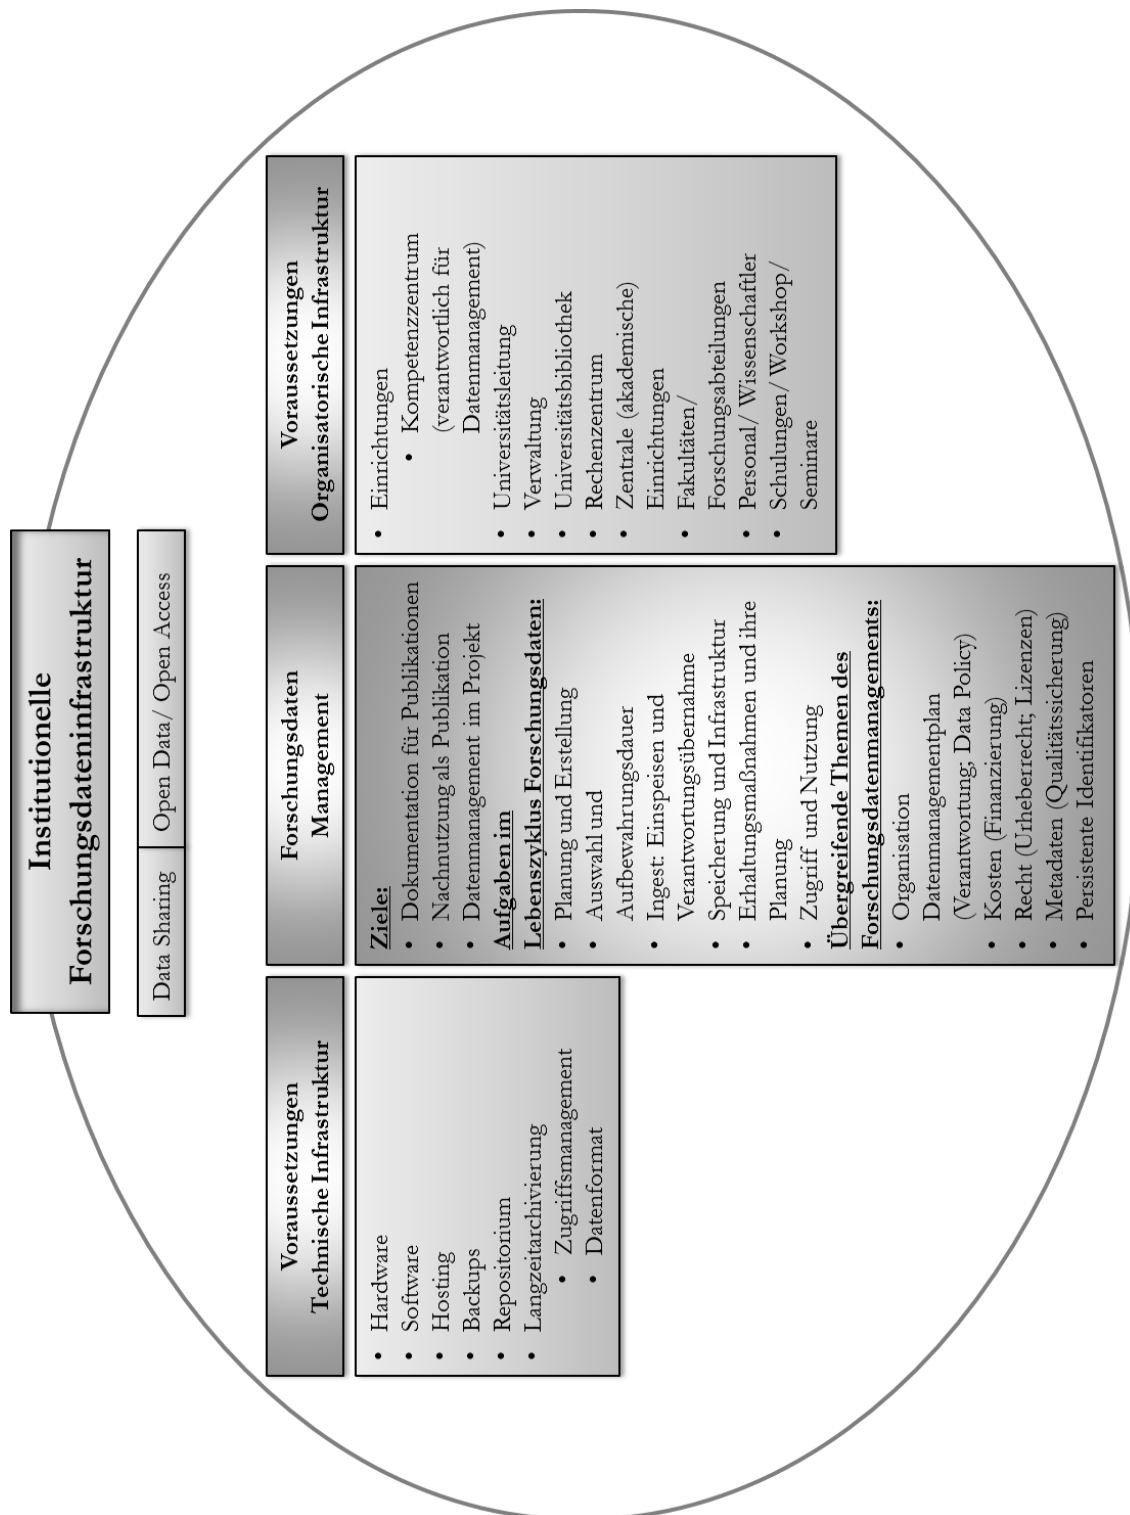 Institutionelle
Forschungsdateninfrastruktur
Data Sharing
Open Data/ Open Access
Voraussetzungen
Technische Infrastruktur
• Hardware
• Software
• Hosting
• Backups
• Repositorium
• Langzeitarchivierung
• Zugriffsmanagement
• Datenformat
Forschungsdaten
Management
Ziele:
• Dokumentation für Publikationen
• Nachnutzung als Publikation
• Datenmanagement im Projekt
Aufgaben im
Lebenszyklus Forschungsdaten:
• Planung und Erstellung
• Auswahl und
Aufbewahrungsdauer
• Ingest: Einspeisen und
Verantwortungsübernahme
• Speicherung und Infrastruktur
• Erhaltungsmaßnahmen und ihre
Planung
• Zugriff und Nutzung
Übergreifende Themen des
Forschungsdatenmanagements:
• Organisation
Datenmanagementplan
(Verantwortung; Data Policy)
• Kosten (Finanzierung)
• Recht (Urheberrecht; Lizenzen)
• Metadaten (Qualitätssicherung)
• Persistente Identifikatoren
Voraussetzungen
Organisatorische Infrastruktur
• Einrichtungen
• Kompetenzzentrum
(verantwortlich für
Datenmanagement)
• Universitätsleitung
• Verwaltung
• Universitätsbibliothek
• Rechenzentrum
• Zentrale (akademische)
Einrichtungen
• Fakultäten/
Forschungsabteilungen
• Personal/ Wissenschaftler
• Schulungen/ Workshop/
Seminare